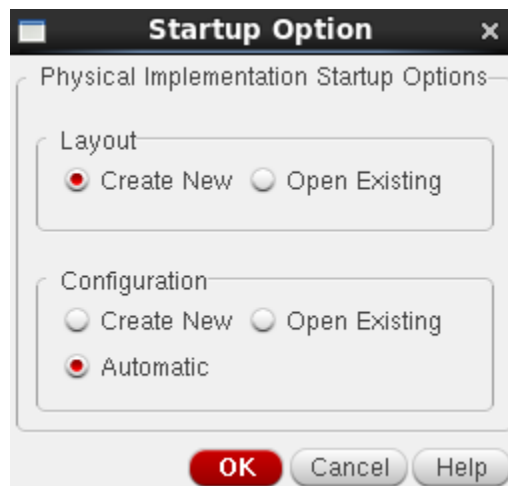 Startup Option
Physical Implementation Startup Options
Layout
Create New Open Existing
Configuration
Create New Open Existing
Automatic
OK Cancel Help